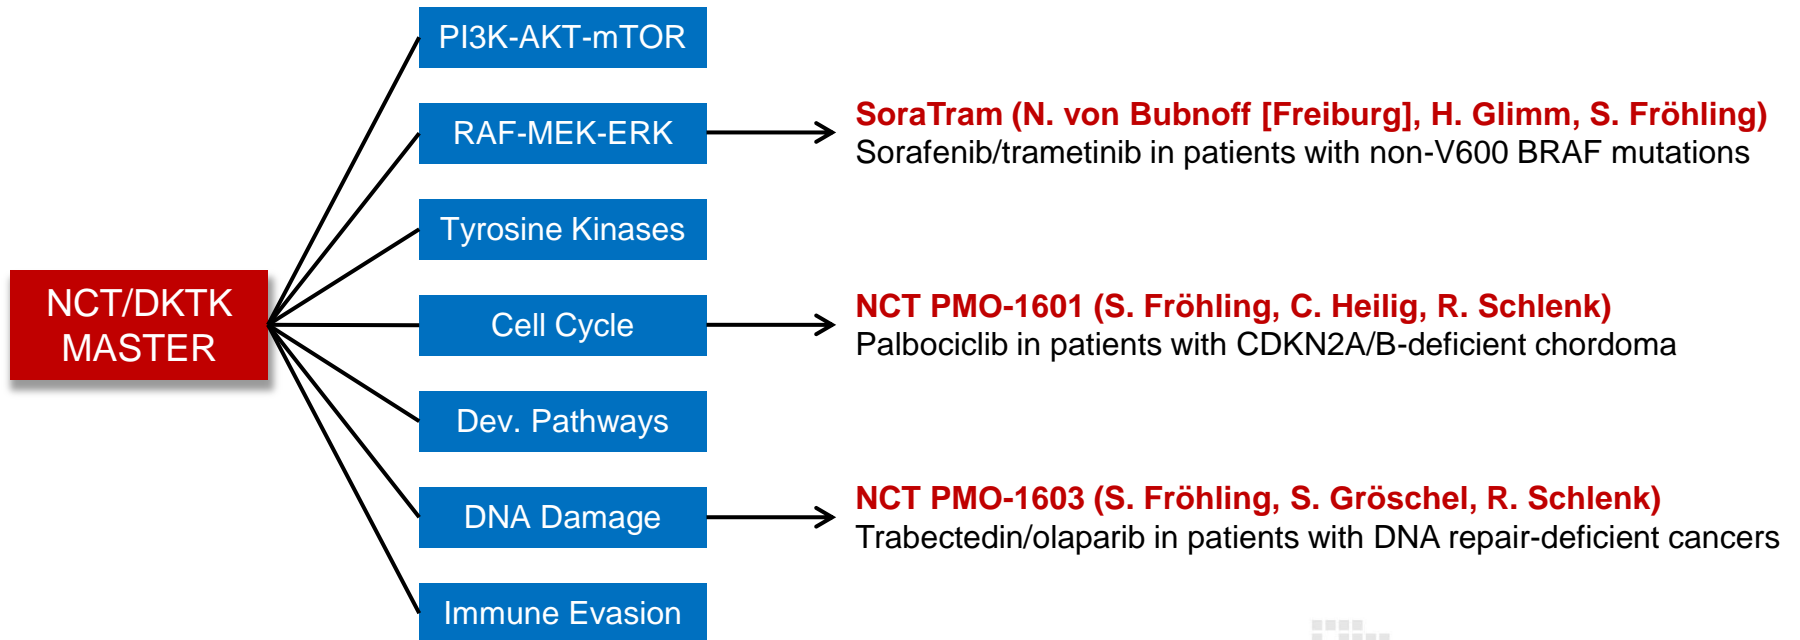 PI3K-AKT-mTOR
RAF-MEK-ERK
SoraTram (N. von Bubnoff [Freiburg], H. Glimm, S. Fröhling)
Sorafenib/trametinib in patients with non-V600 BRAF mutations
Tyrosine Kinases
NCT/DKTK
MASTER
Cell Cycle
NCT PMO-1601 (S. Fröhling, C. Heilig, R. Schlenk)
Palbociclib in patients with CDKN2A/B-deficient chordoma
Dev. Pathways
DNA Damage
NCT PMO-1603 (S. Fröhling, S. Gröschel, R. Schlenk)
Trabectedin/olaparib in patients with DNA repair-deficient cancers
Immune Evasion